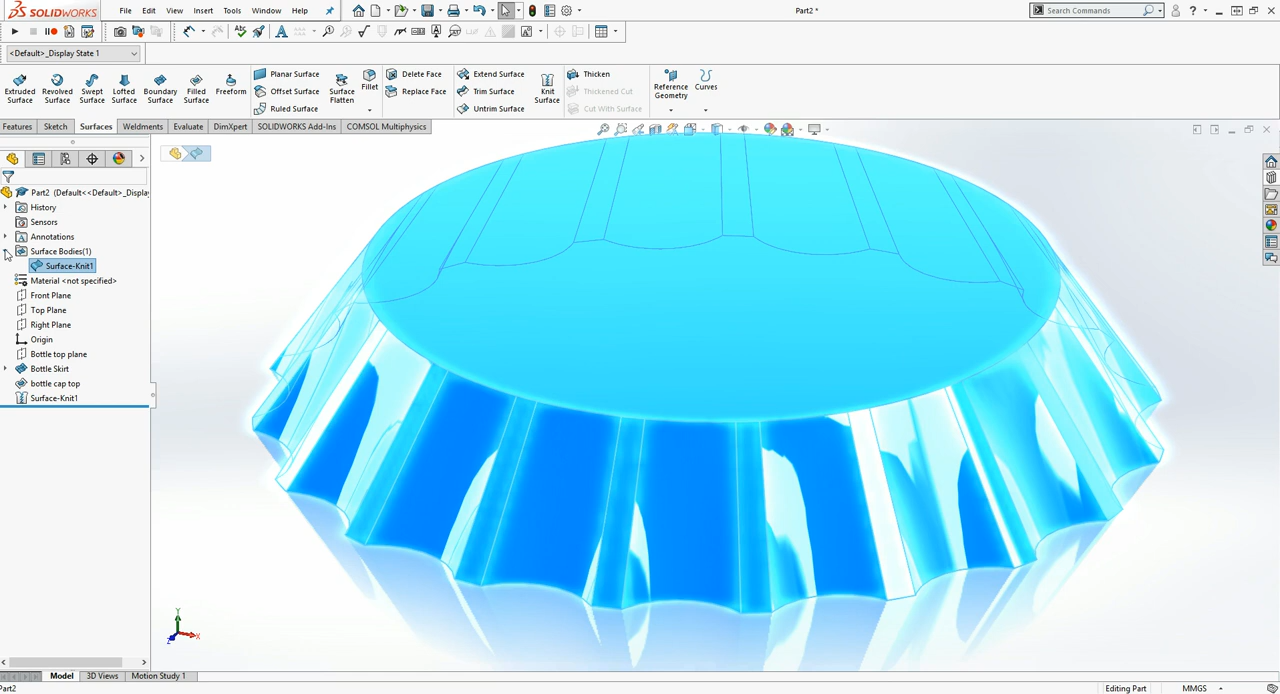 SOLIDWORKS File Edit View Insert Tools Window Help Part2 * Search Commands
<Default>_Display State 1
Extruded Surface
Revolved Surface
Swept Surface
Lofted Surface
Boundary Surface
Filled Surface
Freeform
Planar Surface
Offset Surface
Ruled Surface
Surface Flatten
Fillet
Delete Face
Replace Face
Extend Surface
Trim Surface
Untrim Surface
Knit Surface
Thicken
Thickened Cut
Cut With Surface
Reference Geometry
Curves
Features Sketch Surfaces Weldments Evaluate DimXpert SOLIDWORKS Add-Ins COMSOL Multiphysics
Part2 (Default<<Default>_Display
History
Sensors
Annotations
Surface Bodies(1)
Surface-Knit1
Material <not specified>
Front Plane
Top Plane
Right Plane
Origin
Bottle top plane
Bottle Skirt
bottle cap top
Surface-Knit1
Y
X
Z
Model 3D Views Motion Study 1
Part2 Editing Part MMGS